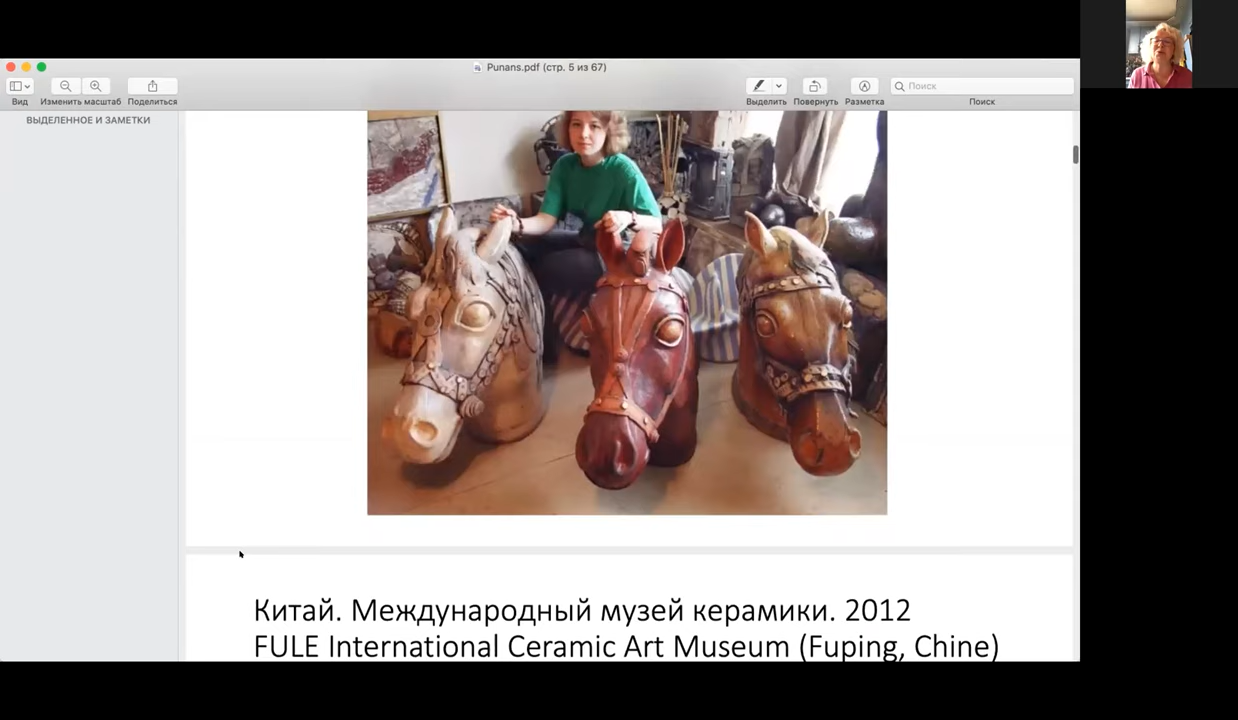 Punans.pdf (стр. 5 из 67)
Вид
Изменить масштаб
Поделиться
Выделить
Повернуть
Разметка
Поиск
Поиск
ВЫДЕЛЕННОЕ И ЗАМЕТКИ
Китай. Международный музей керамики. 2012
FULE International Ceramic Art Museum (Fuping, Chine)